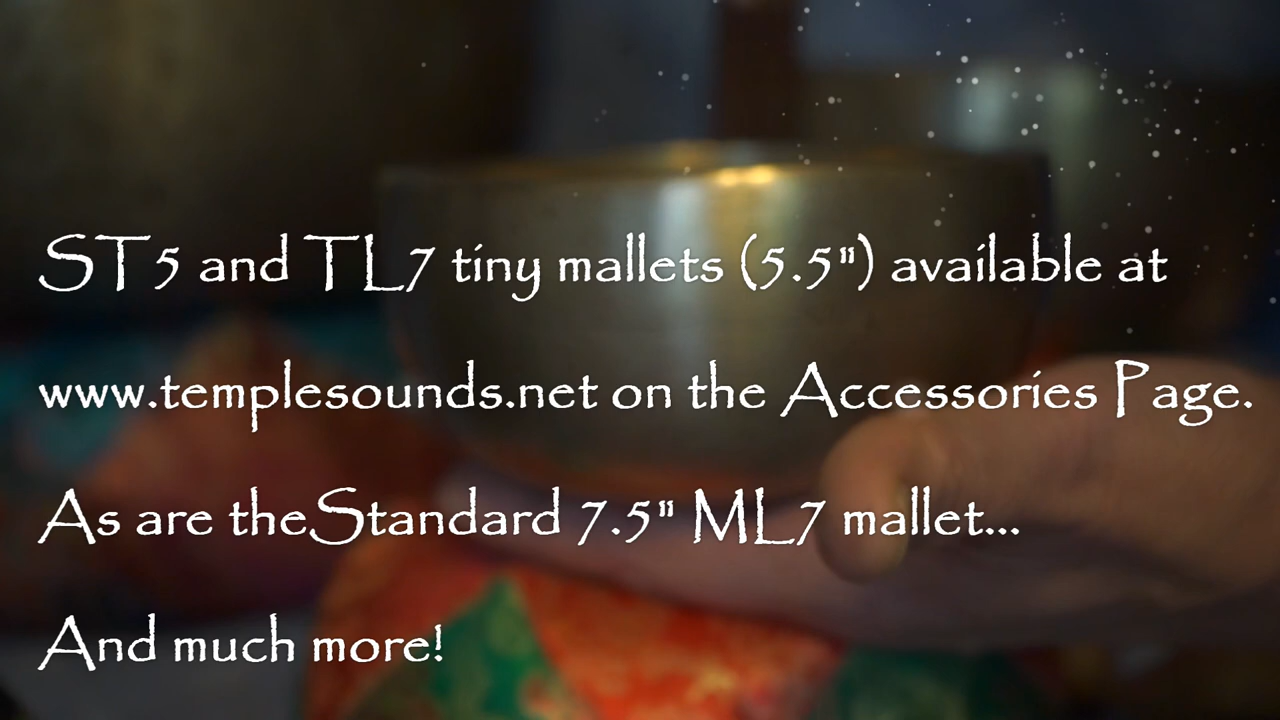 ST5 and TL7 tiny mallets (5.5") available at
www.templesounds.net on the Accessories Page.
As are theStandard 7.5" ML7 mallet...
And much more!